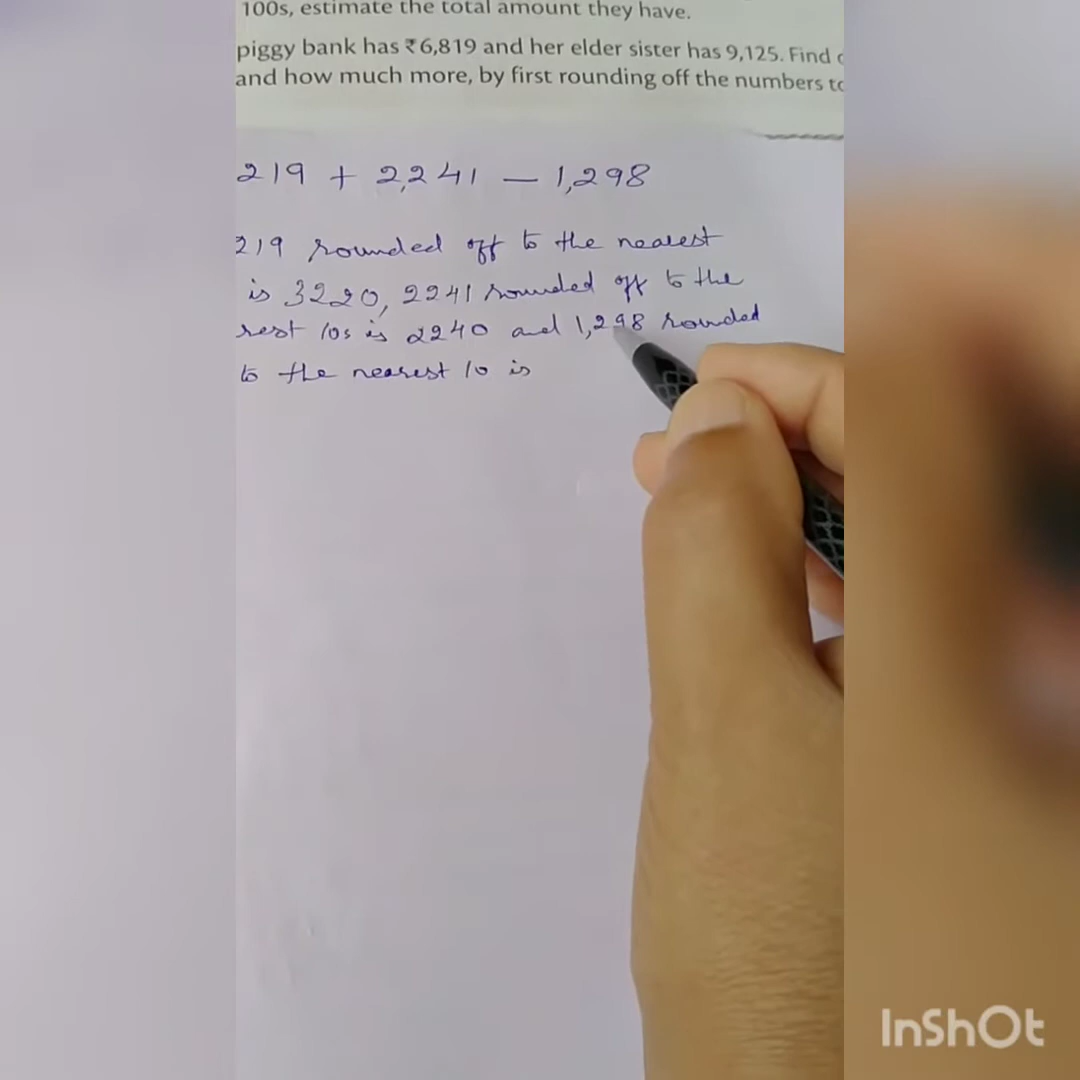 100s, estimate the total amount they have.
piggy bank has ₹6,819 and her elder sister has 9,125. Find
and how much more, by first rounding off the numbers to
219 + 2,241 – 1,298
219 rounded off to the nearest
is 3220, 2241 rounded off to the
rest 10s is 2240 and 1,298 rounded
to the nearest 10 is
InShOt